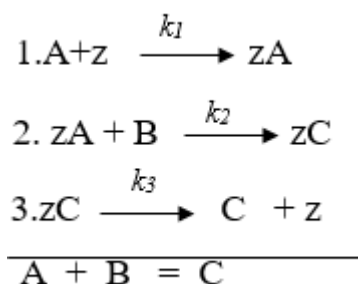 k1
1.A+z ⟶ zA
k2
2. zA + B ⟶ zC
k3
3.zC ⟶ C + z
A + B = C